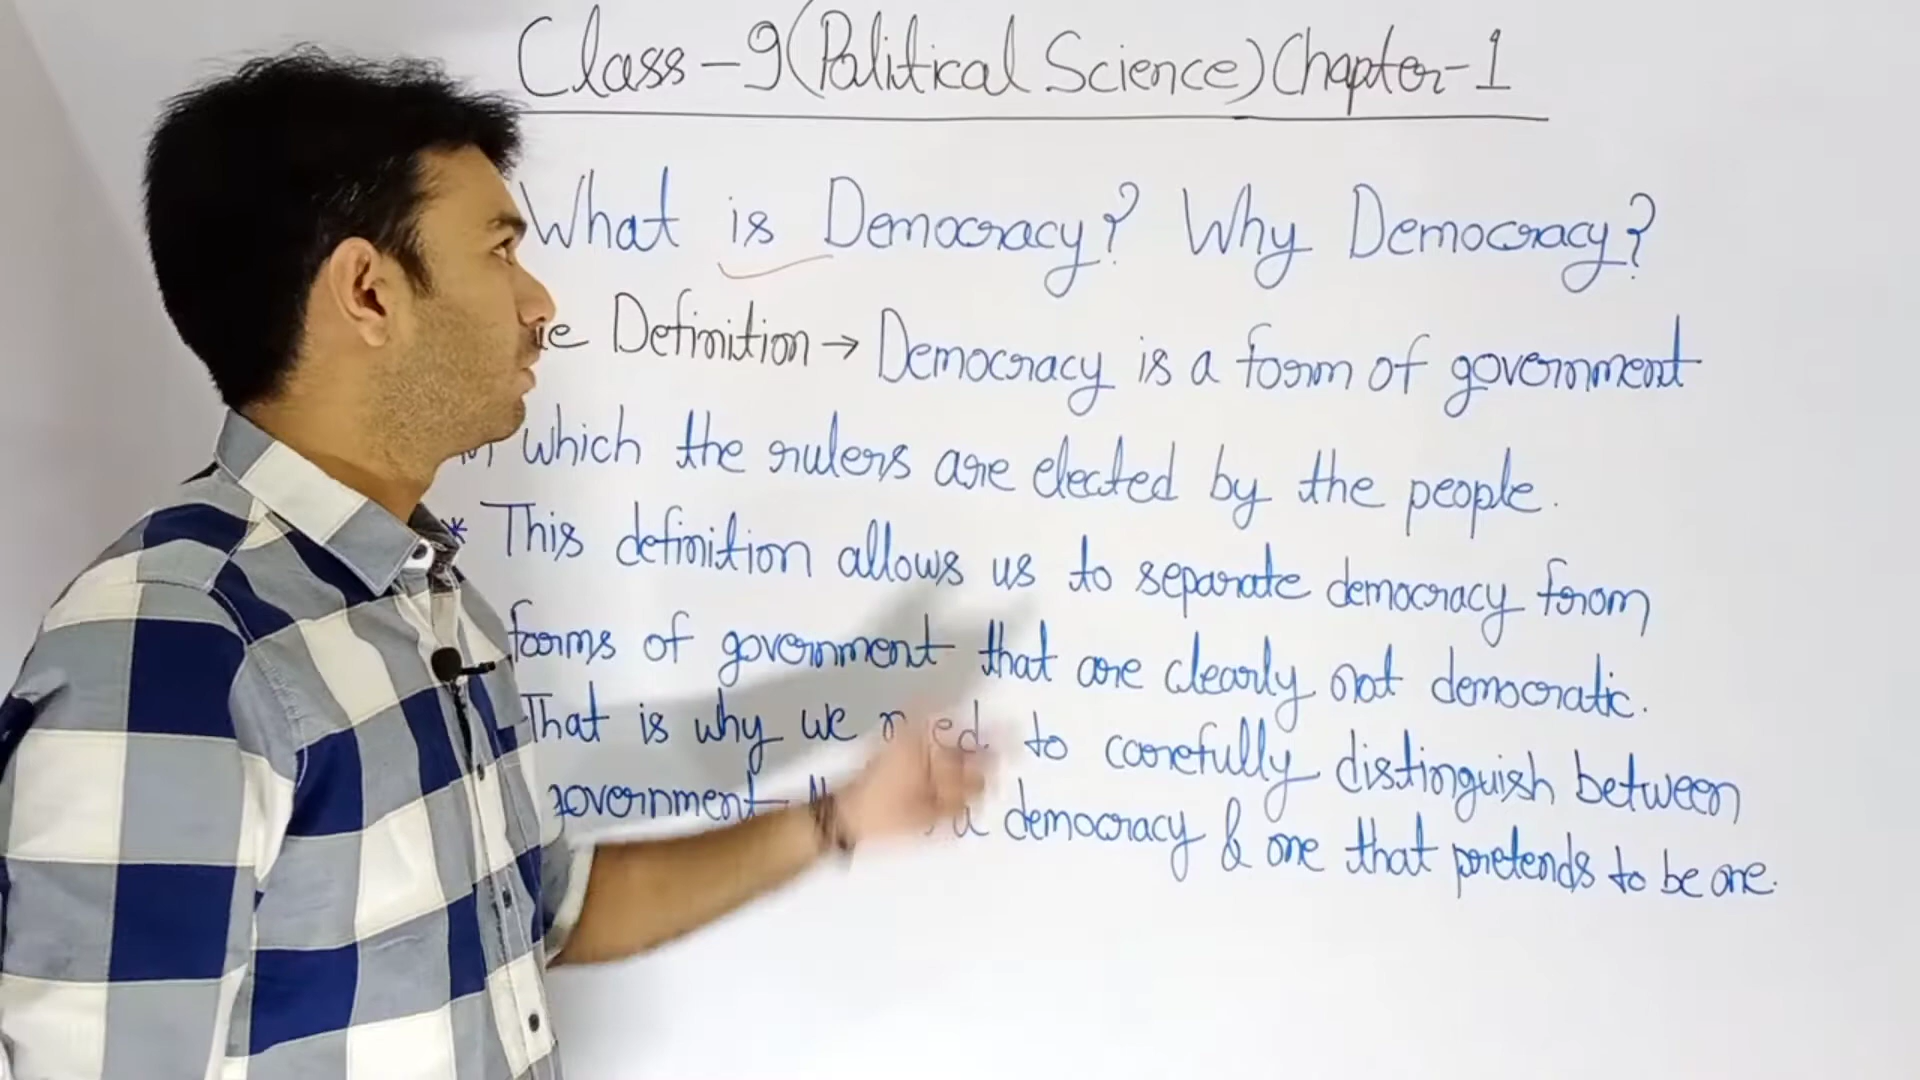 Class-9(Political Science)Chapter-1
What is Democracy? Why Democracy?
Definition → Democracy is a form of government
which the rulers are elected by the people.
* This definition allows us to separate democracy from
forms of government that are clearly not democratic.
That is why we to carefully distinguish between
government democracy & one that pretends to be one.